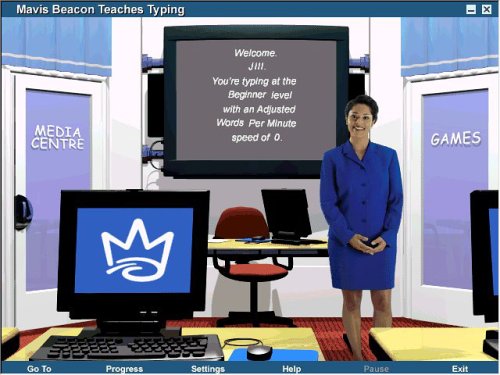 Mavis Beacon Teaches Typing
Welcome.
JIll.
You're typing at the
Beginner level
with an Adjusted
Words Per Minute
speed of 0.
MEDIA
CENTRE
GAMES
Go To Progress Settings Help Pause Exit